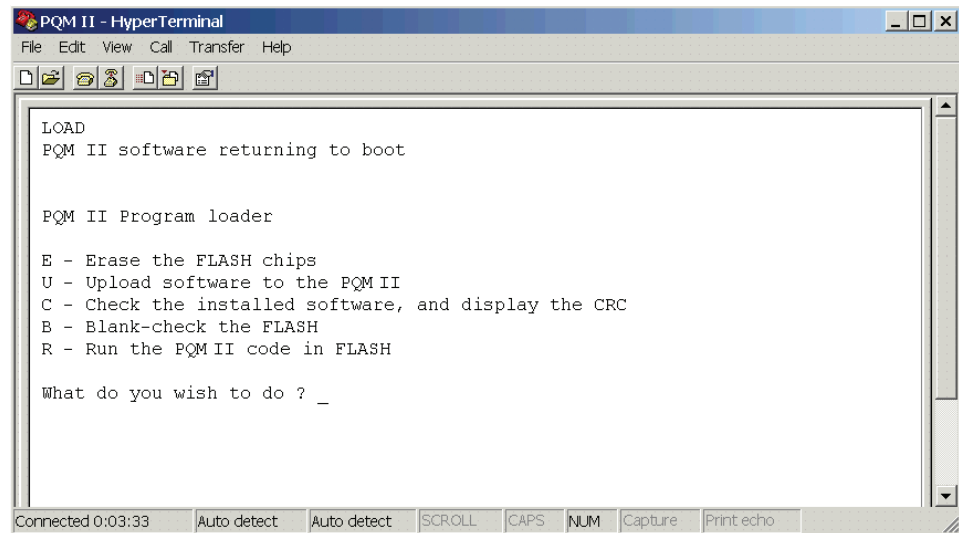 PQM II - HyperTerminal
File Edit View Call Transfer Help
LOAD
PQM II software returning to boot
PQM II Program loader
E - Erase the FLASH chips
U - Upload software to the PQM II
C - Check the installed software, and display the CRC
B - Blank-check the FLASH
R - Run the PQM II code in FLASH
What do you wish to do ? _
Connected 0:03:33 Auto detect Auto detect SCROLL CAPS NUM Capture Print echo